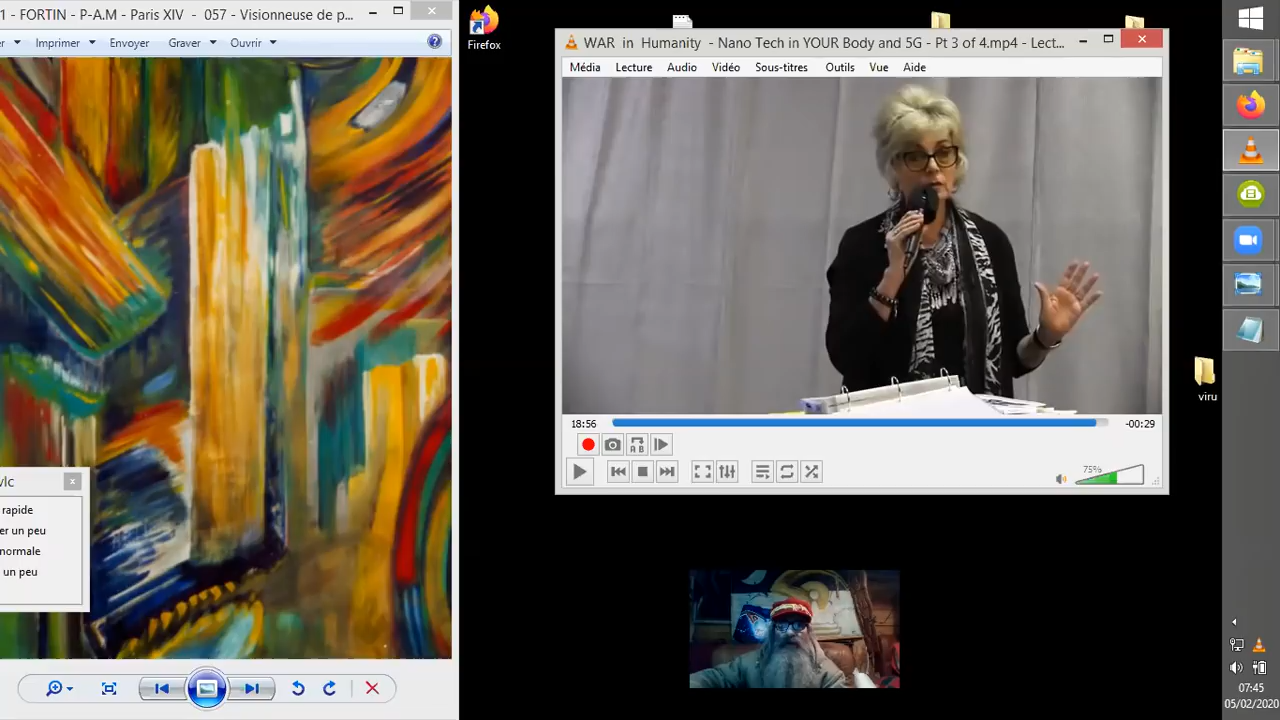 - FORTIN - P-A.M - Paris XIV - 057 - Visionneuse de p...
Imprimer
Envoyer
Graver
Ouvrir
?
Firefox
WAR in Humanity - Nano Tech in YOUR Body and 5G - Pt 3 of 4.mp4 - Lect...
Média Lecture Audio Vidéo Sous-titres Outils Vue Aide
18:56
-00:29
A B
75%
rapide
er un peu
normale
un peu
viru
07:45
05/02/2020